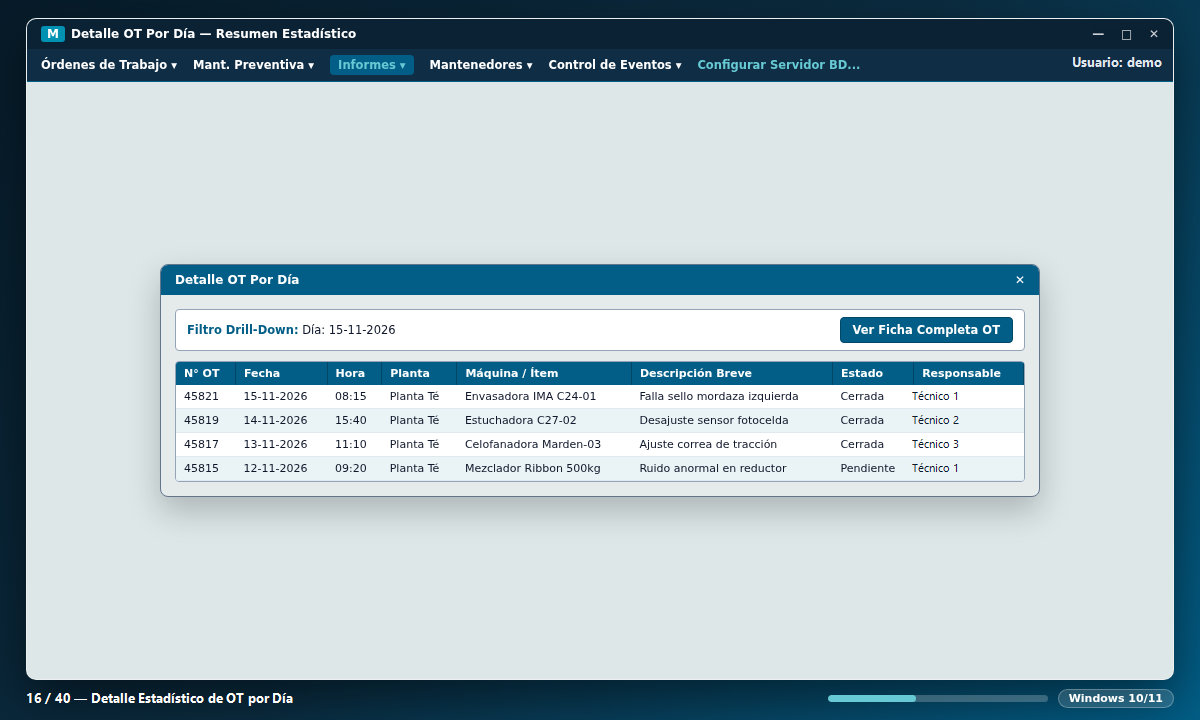 M Detalle OT Por Día — Resumen Estadístico
Órdenes de Trabajo ▾ Mant. Preventiva ▾ Informes ▾ Mantenedores ▾ Control de Eventos ▾ Configurar Servidor BD... Usuario: demo
Detalle OT Por Día ✕
Filtro Drill-Down: Día: 15-11-2026 Ver Ficha Completa OT
N° OT Fecha Hora Planta Máquina / Ítem Descripción Breve Estado Responsable
45821 15-11-2026 08:15 Planta Té Envasadora IMA C24-01 Falla sello mordaza izquierda Cerrada Técnico 1
45819 14-11-2026 15:40 Planta Té Estuchadora C27-02 Desajuste sensor fotocelda Cerrada Técnico 2
45817 13-11-2026 11:10 Planta Té Celofanadora Marden-03 Ajuste correa de tracción Cerrada Técnico 3
45815 12-11-2026 09:20 Planta Té Mezclador Ribbon 500kg Ruido anormal en reductor Pendiente Técnico 1
16 / 40 — Detalle Estadístico de OT por Día Windows 10/11